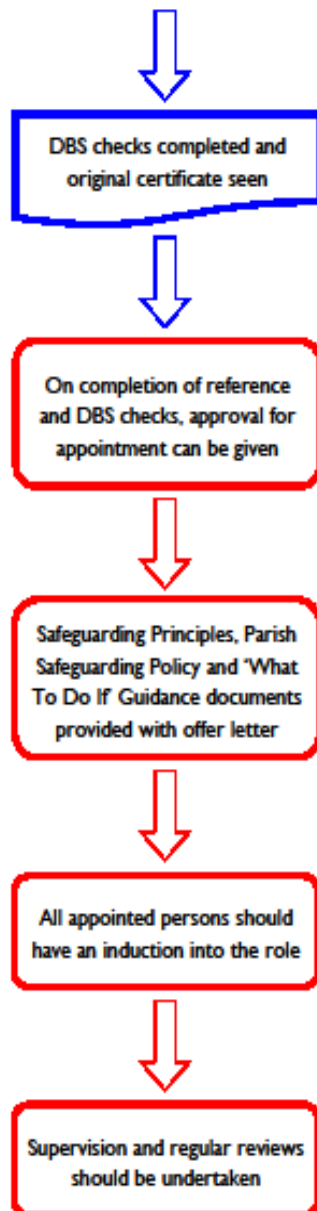 DBS checks completed and
original certificate seen
On completion of reference
and DBS checks, approval for
appointment can be given
Safeguarding Principles, Parish
Safeguarding Policy and 'What
To Do If' Guidance documents
provided with offer letter
All appointed persons should
have an induction into the role
Supervision and regular reviews
should be undertaken